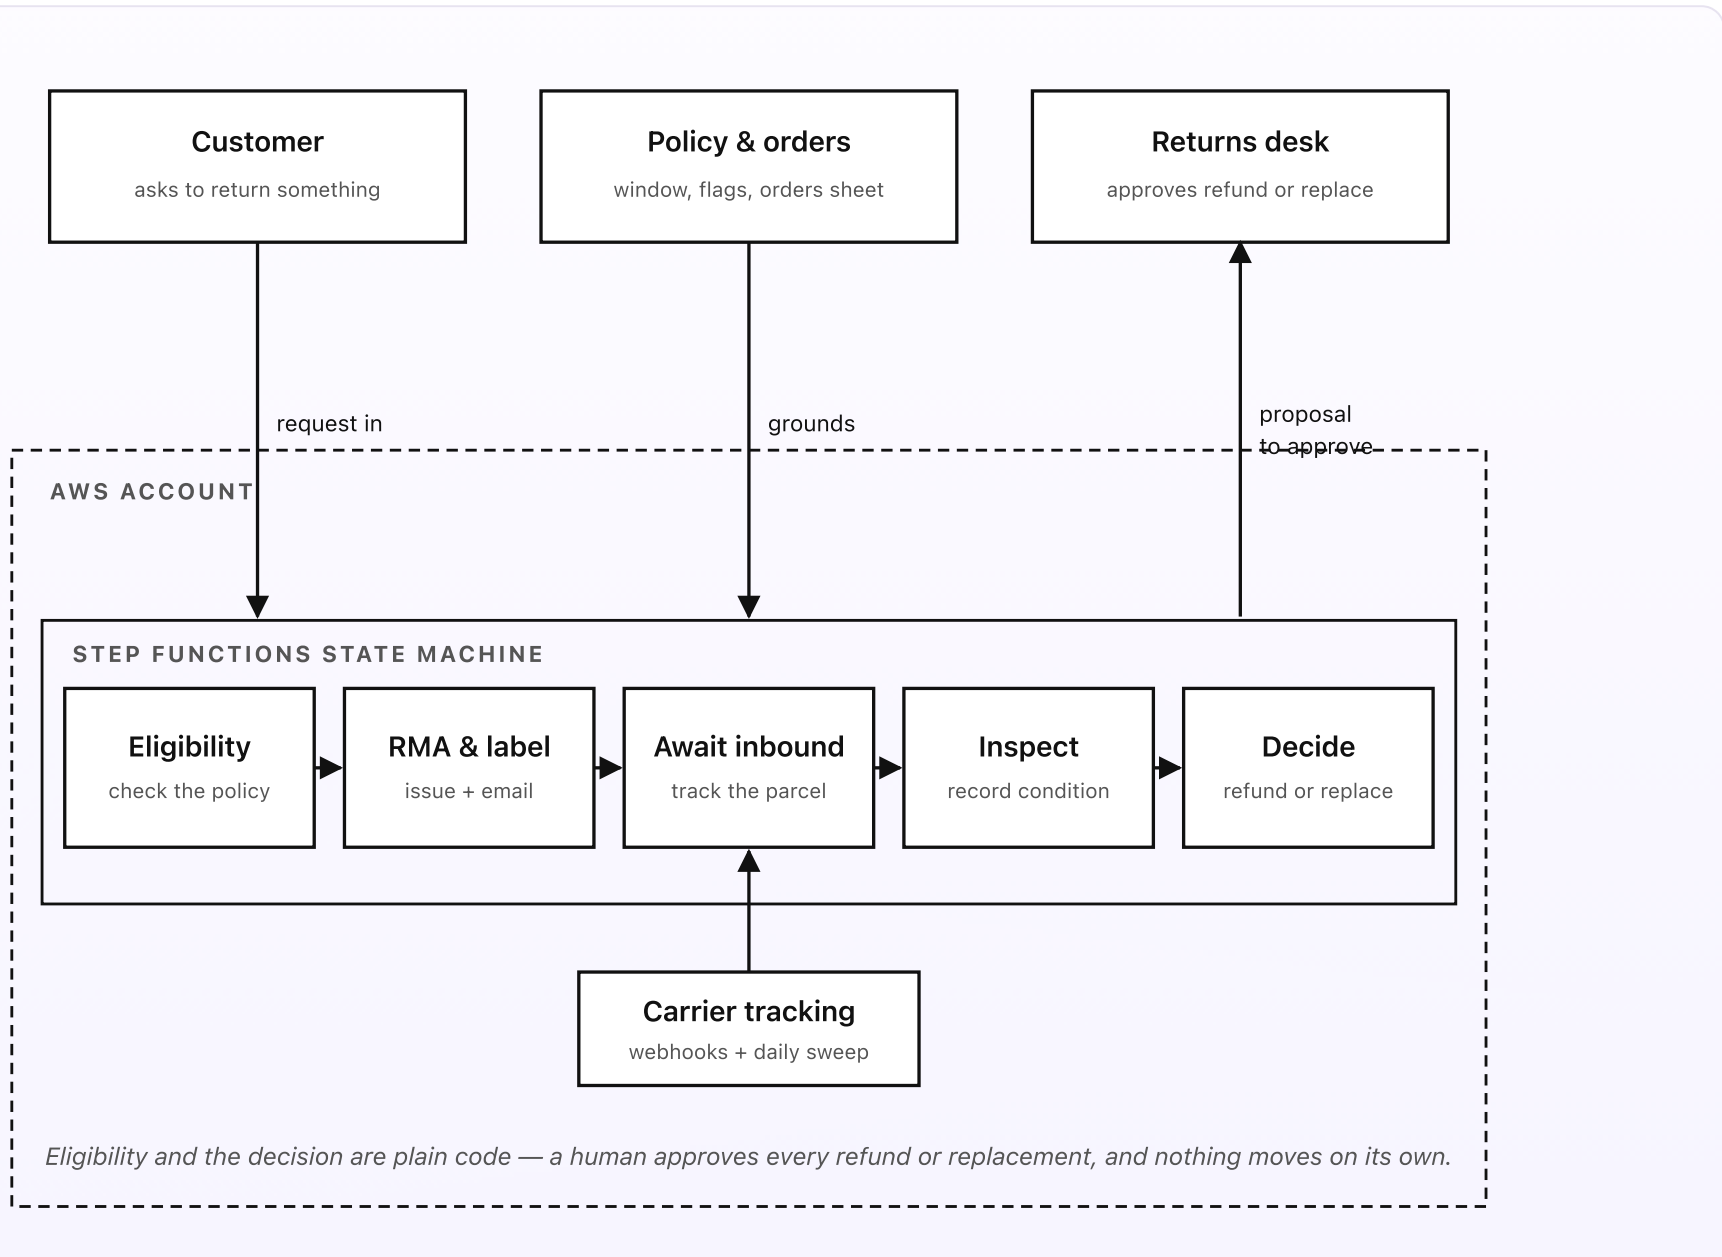 Customer
asks to return something
Policy & orders
window, flags, orders sheet
Returns desk
approves refund or replace
request in
grounds
proposal
to approve
AWS ACCOUNT
STEP FUNCTIONS STATE MACHINE
Eligibility
check the policy
RMA & label
issue + email
Await inbound
track the parcel
Inspect
record condition
Decide
refund or replace
Carrier tracking
webhooks + daily sweep
Eligibility and the decision are plain code — a human approves every refund or replacement, and nothing moves on its own.